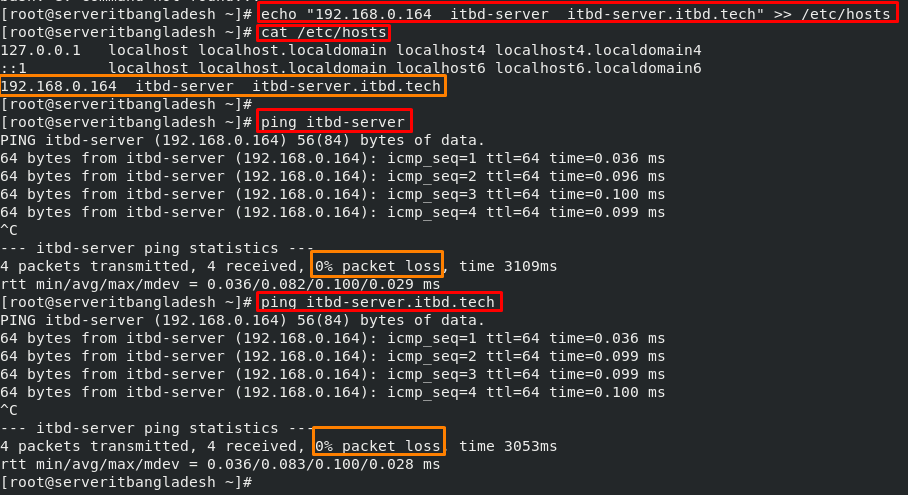 [root@serveritbangladesh ~]# echo "192.168.0.164  itbd-server  itbd-server.itbd.tech" >> /etc/hosts
[root@serveritbangladesh ~]# cat /etc/hosts
127.0.0.1   localhost localhost.localdomain localhost4 localhost4.localdomain4
::1         localhost localhost.localdomain localhost6 localhost6.localdomain6
192.168.0.164  itbd-server  itbd-server.itbd.tech
[root@serveritbangladesh ~]#
[root@serveritbangladesh ~]# ping itbd-server
PING itbd-server (192.168.0.164) 56(84) bytes of data.
64 bytes from itbd-server (192.168.0.164): icmp_seq=1 ttl=64 time=0.036 ms
64 bytes from itbd-server (192.168.0.164): icmp_seq=2 ttl=64 time=0.096 ms
64 bytes from itbd-server (192.168.0.164): icmp_seq=3 ttl=64 time=0.100 ms
64 bytes from itbd-server (192.168.0.164): icmp_seq=4 ttl=64 time=0.099 ms
^C
--- itbd-server ping statistics ---
4 packets transmitted, 4 received, 0% packet loss, time 3109ms
rtt min/avg/max/mdev = 0.036/0.082/0.100/0.029 ms
[root@serveritbangladesh ~]# ping itbd-server.itbd.tech
PING itbd-server (192.168.0.164) 56(84) bytes of data.
64 bytes from itbd-server (192.168.0.164): icmp_seq=1 ttl=64 time=0.036 ms
64 bytes from itbd-server (192.168.0.164): icmp_seq=2 ttl=64 time=0.099 ms
64 bytes from itbd-server (192.168.0.164): icmp_seq=3 ttl=64 time=0.099 ms
64 bytes from itbd-server (192.168.0.164): icmp_seq=4 ttl=64 time=0.100 ms
^C
--- itbd-server ping statistics ---
4 packets transmitted, 4 received, 0% packet loss, time 3053ms
rtt min/avg/max/mdev = 0.036/0.083/0.100/0.028 ms
[root@serveritbangladesh ~]#